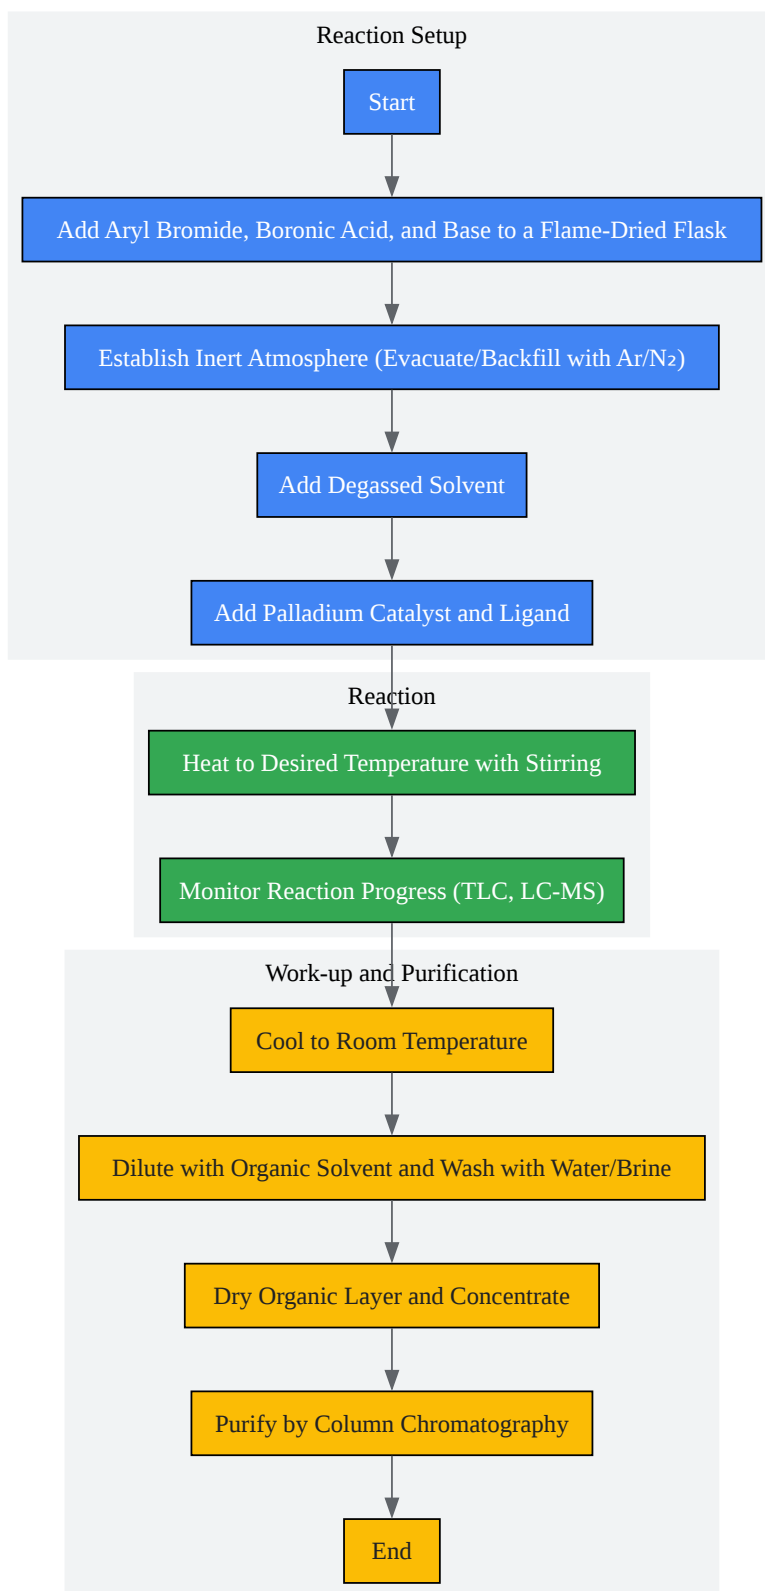 Reaction Setup
Start
Add Aryl Bromide, Boronic Acid, and Base to a Flame-Dried Flask
Establish Inert Atmosphere (Evacuate/Backfill with Ar/N₂)
Add Degassed Solvent
Add Palladium Catalyst and Ligand
Reaction
Heat to Desired Temperature with Stirring
Monitor Reaction Progress (TLC, LC-MS)
Work-up and Purification
Cool to Room Temperature
Dilute with Organic Solvent and Wash with Water/Brine
Dry Organic Layer and Concentrate
Purify by Column Chromatography
End